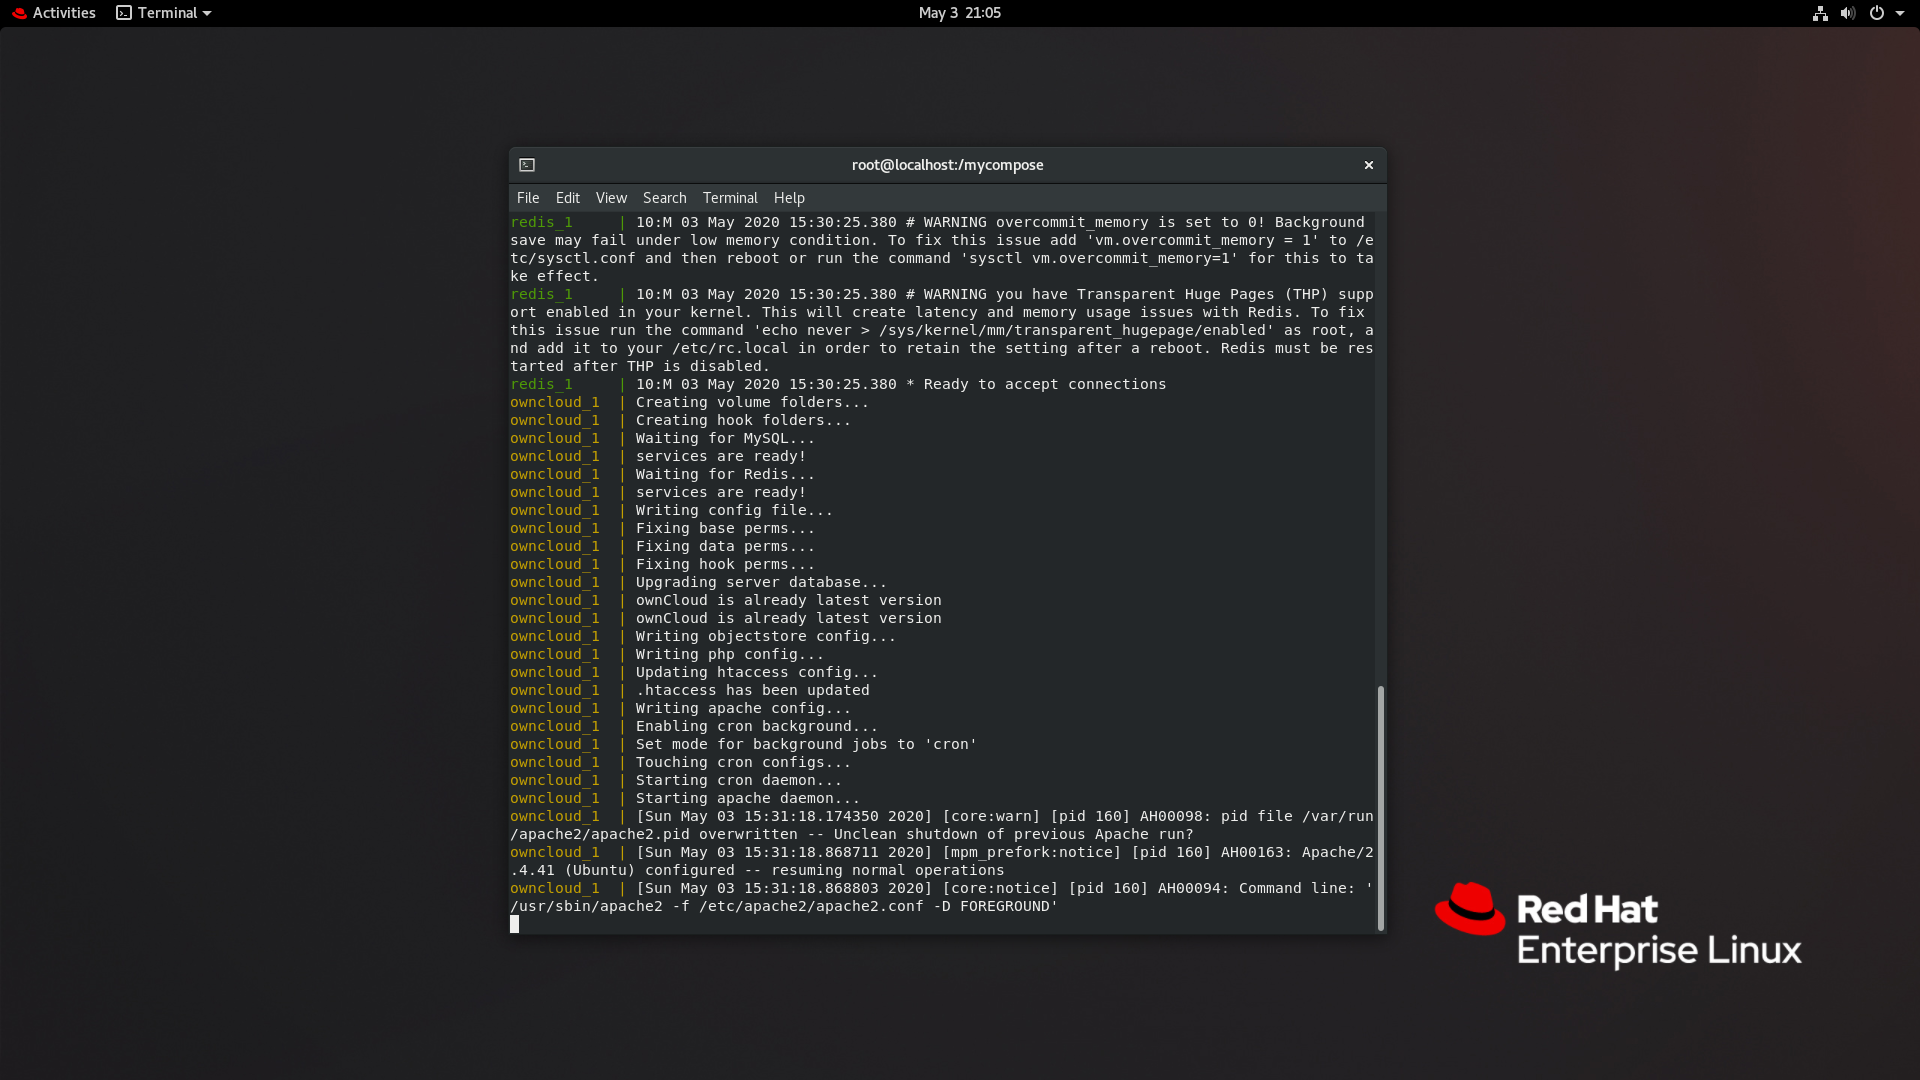 Activities Terminal May 3 21:05
root@localhost:/mycompose
File Edit View Search Terminal Help
redis_1     | 10:M 03 May 2020 15:30:25.380 # WARNING overcommit_memory is set to 0! Background
save may fail under low memory condition. To fix this issue add 'vm.overcommit_memory = 1' to /e
tc/sysctl.conf and then reboot or run the command 'sysctl vm.overcommit_memory=1' for this to ta
ke effect.
redis_1     | 10:M 03 May 2020 15:30:25.380 # WARNING you have Transparent Huge Pages (THP) supp
ort enabled in your kernel. This will create latency and memory usage issues with Redis. To fix
this issue run the command 'echo never > /sys/kernel/mm/transparent_hugepage/enabled' as root, a
nd add it to your /etc/rc.local in order to retain the setting after a reboot. Redis must be res
tarted after THP is disabled.
redis_1     | 10:M 03 May 2020 15:30:25.380 * Ready to accept connections
owncloud_1  | Creating volume folders...
owncloud_1  | Creating hook folders...
owncloud_1  | Waiting for MySQL...
owncloud_1  | services are ready!
owncloud_1  | Waiting for Redis...
owncloud_1  | services are ready!
owncloud_1  | Writing config file...
owncloud_1  | Fixing base perms...
owncloud_1  | Fixing data perms...
owncloud_1  | Fixing hook perms...
owncloud_1  | Upgrading server database...
owncloud_1  | ownCloud is already latest version
owncloud_1  | ownCloud is already latest version
owncloud_1  | Writing objectstore config...
owncloud_1  | Writing php config...
owncloud_1  | Updating htaccess config...
owncloud_1  | .htaccess has been updated
owncloud_1  | Writing apache config...
owncloud_1  | Enabling cron background...
owncloud_1  | Set mode for background jobs to 'cron'
owncloud_1  | Touching cron configs...
owncloud_1  | Starting cron daemon...
owncloud_1  | Starting apache daemon...
owncloud_1  | [Sun May 03 15:31:18.174350 2020] [core:warn] [pid 160] AH00098: pid file /var/run
/apache2/apache2.pid overwritten -- Unclean shutdown of previous Apache run?
owncloud_1  | [Sun May 03 15:31:18.868711 2020] [mpm_prefork:notice] [pid 160] AH00163: Apache/2
.4.41 (Ubuntu) configured -- resuming normal operations
owncloud_1  | [Sun May 03 15:31:18.868803 2020] [core:notice] [pid 160] AH00094: Command line: '
/usr/sbin/apache2 -f /etc/apache2/apache2.conf -D FOREGROUND'
Red Hat
Enterprise Linux